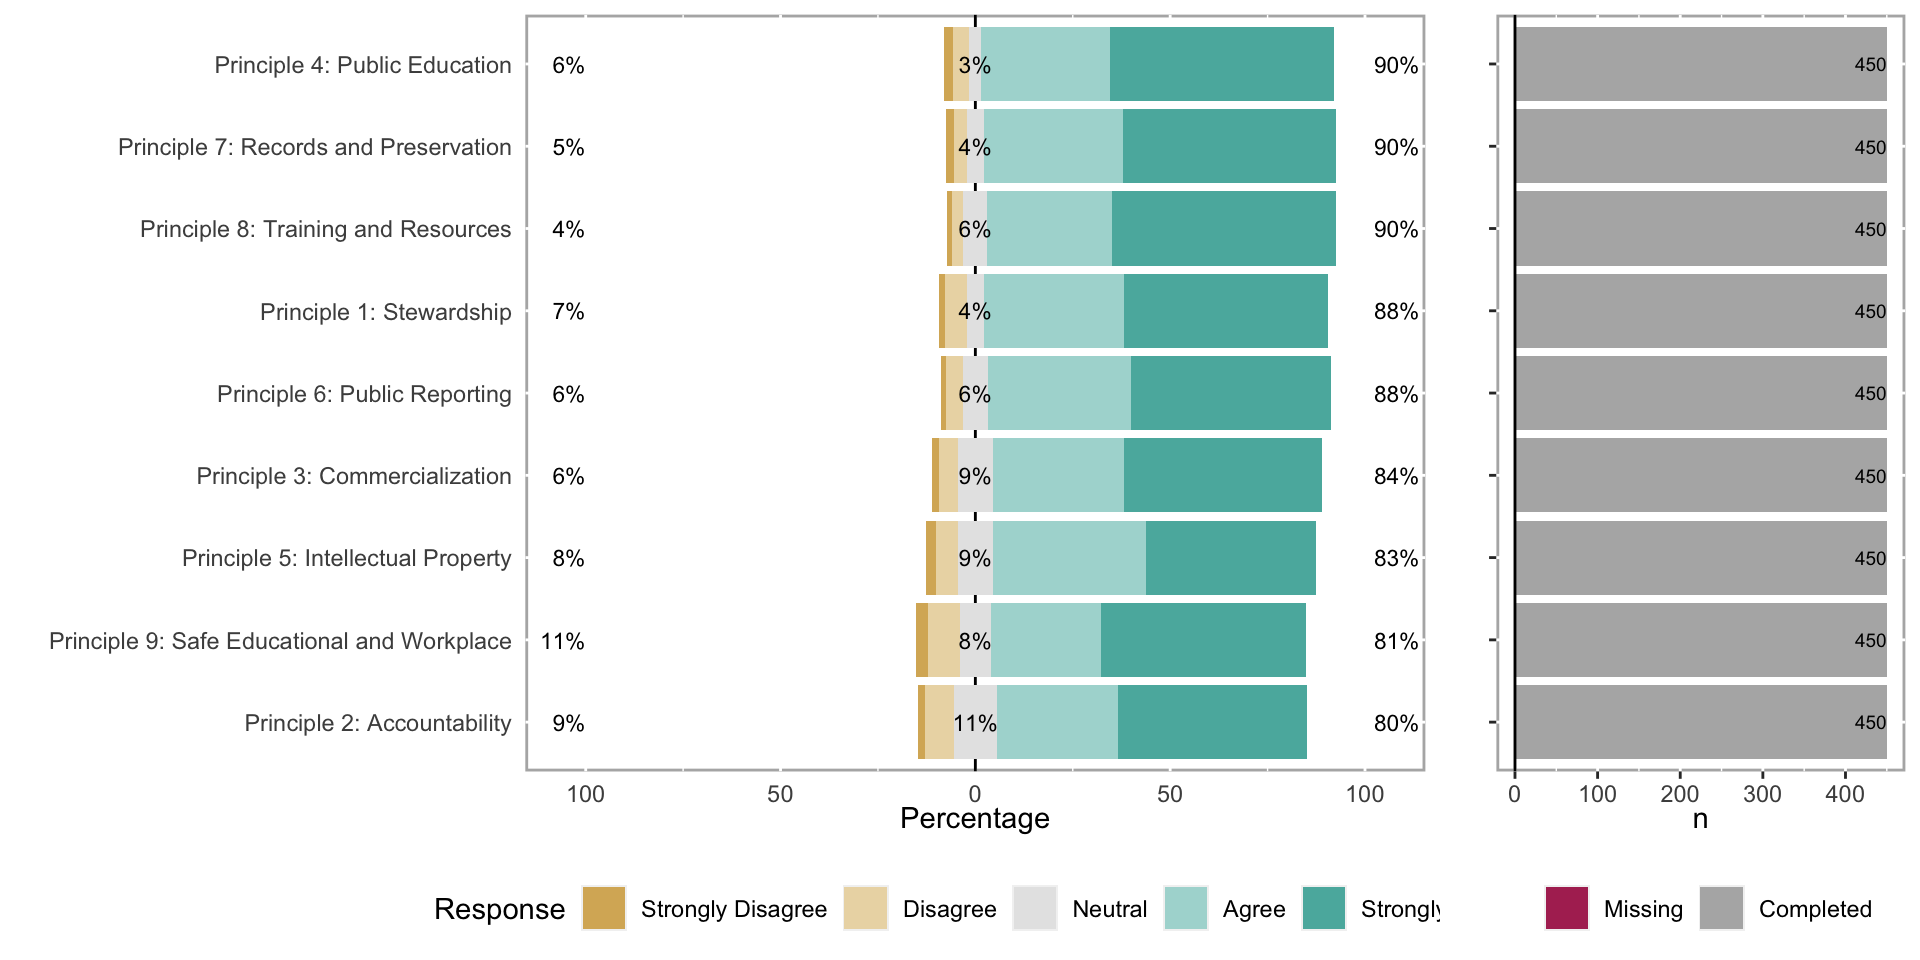 Principle 4: Public Education 6% 3% 90% 450
Principle 7: Records and Preservation 5% 4% 90% 450
Principle 8: Training and Resources 4% 6% 90% 450
Principle 1: Stewardship 7% 4% 88% 450
Principle 6: Public Reporting 6% 6% 88% 450
Principle 3: Commercialization 6% 9% 84% 450
Principle 5: Intellectual Property 8% 9% 83% 450
Principle 9: Safe Educational and Workplace 11% 8% 81% 450
Principle 2: Accountability 9% 11% 80% 450
100 50 0 50 100 0 100 200 300 400
Percentage n
Response Strongly Disagree Disagree Neutral Agree Strongly Missing Completed